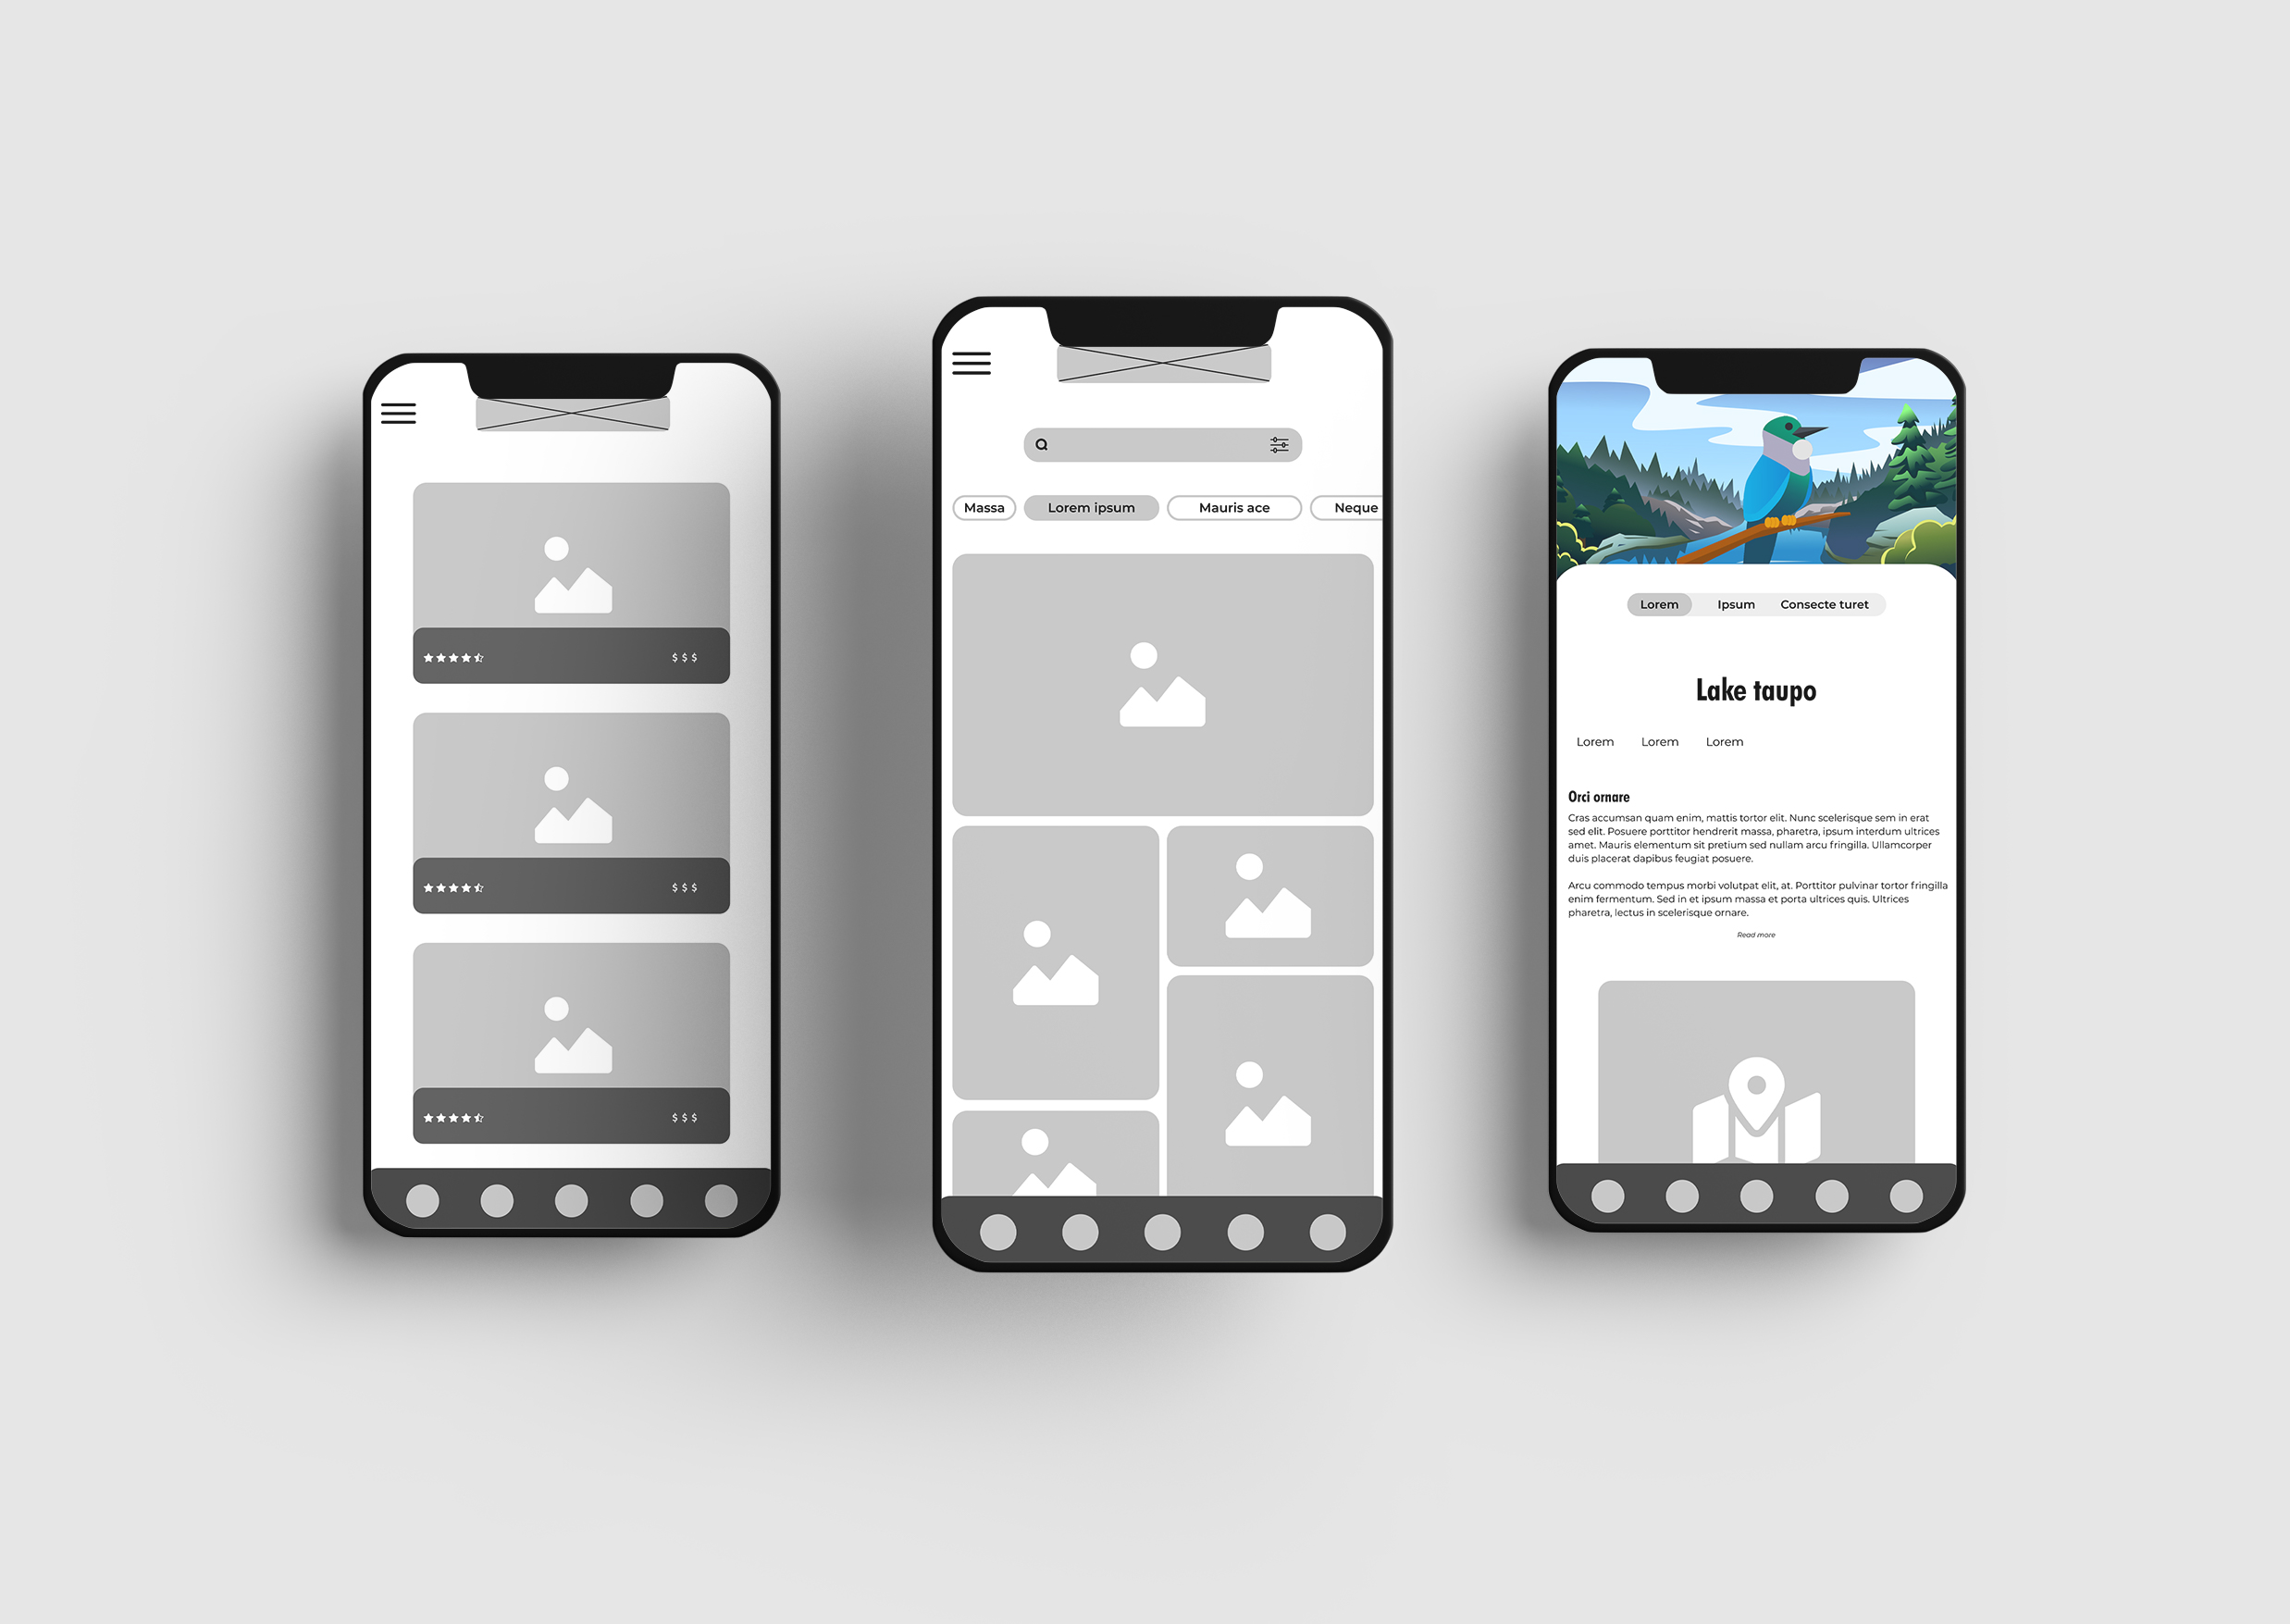 $ $ $
$ $ $
$ $ $
Massa
Lorem ipsum
Mauris ace
Neque
Lorem
Ipsum
Consecte turet
Lake taupo
Lorem
Lorem
Lorem
Orci ornare
Cras accumsan quam enim, mattis tortor elit. Nunc scelerisque sem in erat
sed elit. Posuere porttitor hendrerit massa, pharetra, ipsum interdum ultrices
amet. Mauris elementum sit pretium sed nullam arcu fringilla. Ullamcorper
duis placerat dapibus feugiat posuere.
Arcu commodo tempus morbi volutpat elit, at. Porttitor pulvinar tortor fringilla
enim fermentum. Sed in et ipsum massa et porta ultrices quis. Ultrices
pharetra, lectus in scelerisque ornare.
Read more